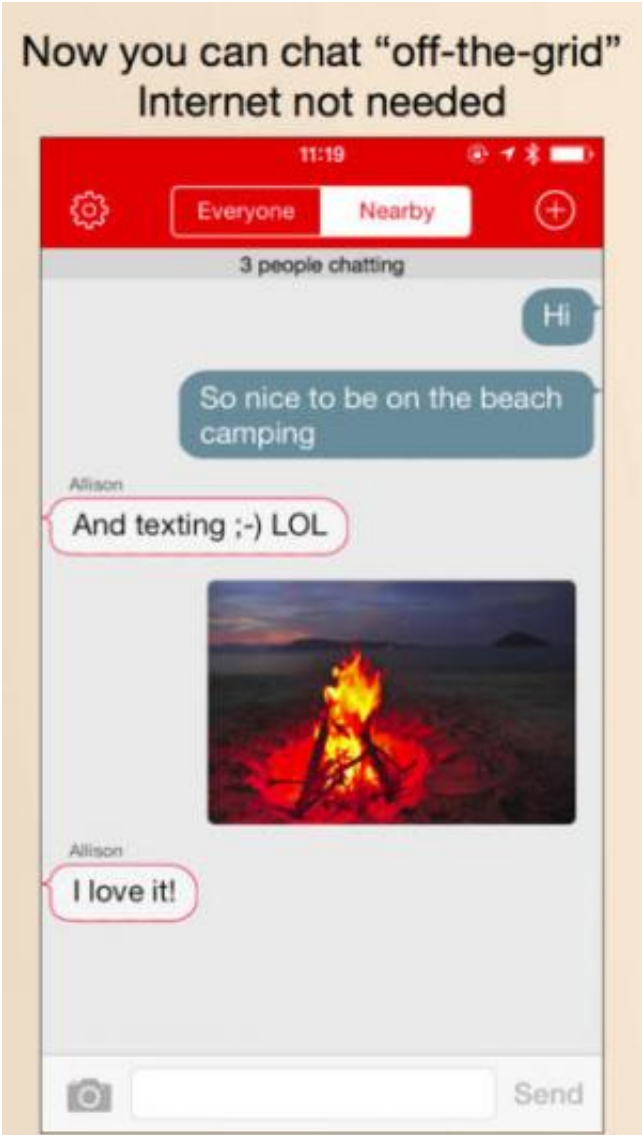 Now you can chat “off-the-grid”
Internet not needed
11:19
Everyone
Nearby
3 people chatting
Hi
So nice to be on the beach
camping
Allison
And texting ;-) LOL
Allison
I love it!
Send